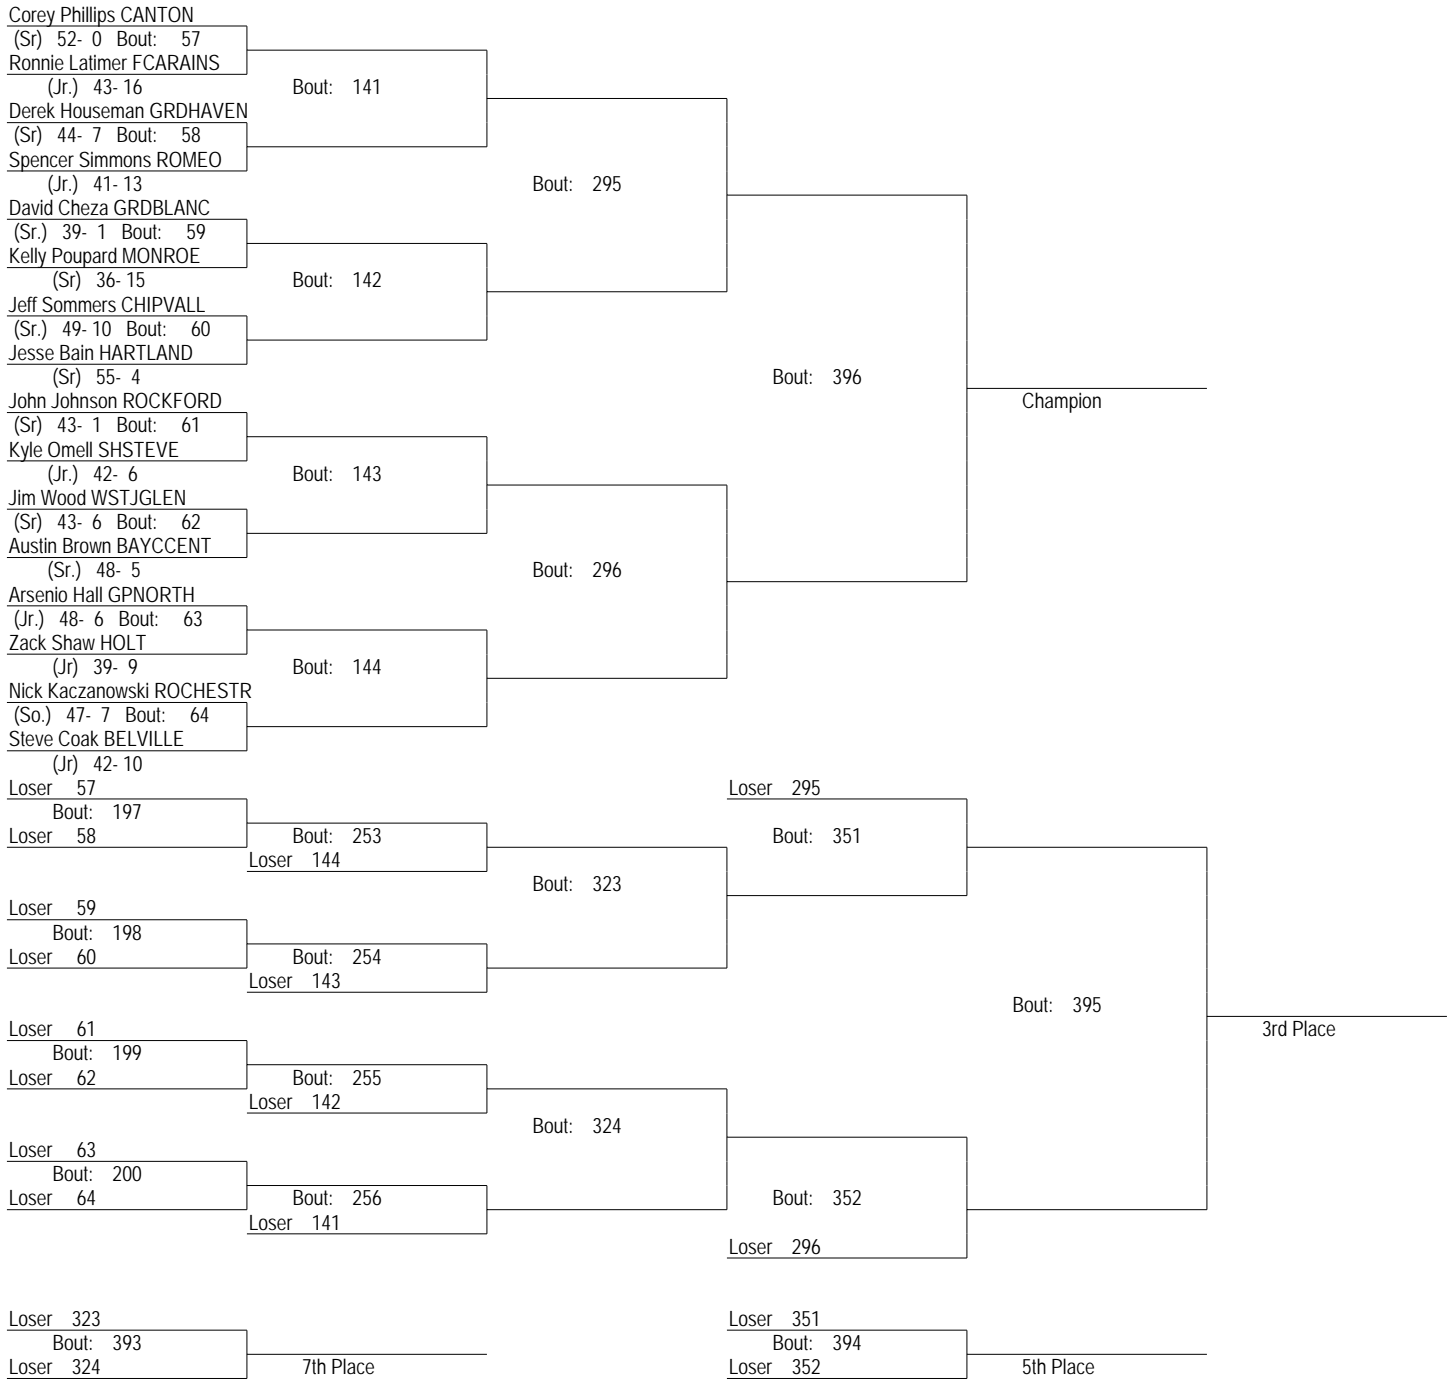 Corey Phillips CANTON
(Sr) 52- 0 Bout: 57
Ronnie Latimer FCARAINS
(Jr.) 43- 16 Bout: 141
Derek Houseman GRDHAVEN
(Sr) 44- 7 Bout: 58
Spencer Simmons ROMEO
(Jr.) 41- 13 Bout: 295
David Cheza GRDBLANC
(Sr.) 39- 1 Bout: 59
Kelly Poupard MONROE
(Sr) 36- 15 Bout: 142
Jeff Sommers CHIPVALL
(Sr.) 49- 10 Bout: 60
Jesse Bain HARTLAND
(Sr) 55- 4 Bout: 396
John Johnson ROCKFORD Champion
(Sr) 43- 1 Bout: 61
Kyle Omell SHSTEVE
(Jr.) 42- 6 Bout: 143
Jim Wood WSTJGLEN
(Sr) 43- 6 Bout: 62
Austin Brown BAYCCENT
(Sr.) 48- 5 Bout: 296
Arsenio Hall GPNORTH
(Jr.) 48- 6 Bout: 63
Zack Shaw HOLT
(Jr) 39- 9 Bout: 144
Nick Kaczanowski ROCHESTR
(So.) 47- 7 Bout: 64
Steve Coak BELVILLE
(Jr) 42- 10
Loser 57 Loser 295
Bout: 197
Loser 58 Bout: 253 Bout: 351
Loser 144
Bout: 323
Loser 59
Bout: 198
Loser 60 Bout: 254
Loser 143
Bout: 395
Loser 61 3rd Place
Bout: 199
Loser 62 Bout: 255
Loser 142
Bout: 324
Loser 63
Bout: 200
Loser 64 Bout: 256 Bout: 352
Loser 141
Loser 296
Loser 323 Loser 351
Bout: 393 Bout: 394
Loser 324 7th Place Loser 352 5th Place